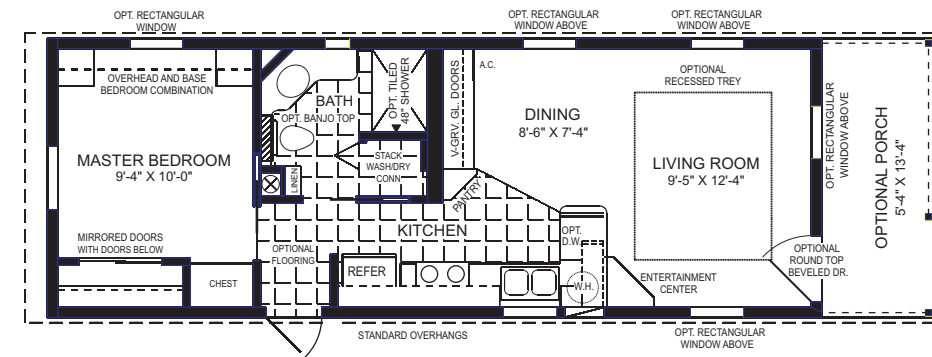 OPT. RECTANGULAR
WINDOW
OPT. RECTANGULAR
WINDOW ABOVE
OPT. RECTANGULAR
WINDOW ABOVE
OVERHEAD AND BASE
BEDROOM COMBINATION
BATH
OPT. BANJO TOP
OPT. TILED
48" SHOWER
V-GRV. GL. DOORS
A.C.
DINING
8'-6" X 7'-4"
OPTIONAL
RECESSED TREY
LIVING ROOM
9'-5" X 12'-4"
OPT. RECTANGULAR
WINDOW ABOVE
OPTIONAL PORCH
5'-4" X 13'-4"
MASTER BEDROOM
9'-4" X 10'-0"
LINEN
STACK
WASH/DRY
CONN
PANTRY
KITCHEN
MIRRORED DOORS
WITH DOORS BELOW
CHEST
OPTIONAL
FLOORING
REFER
OPT.
D.W.
W.H.
ENTERTAINMENT
CENTER
OPTIONAL
ROUND TOP
BEVELED DR.
STANDARD OVERHANGS
OPT. RECTANGULAR
WINDOW ABOVE